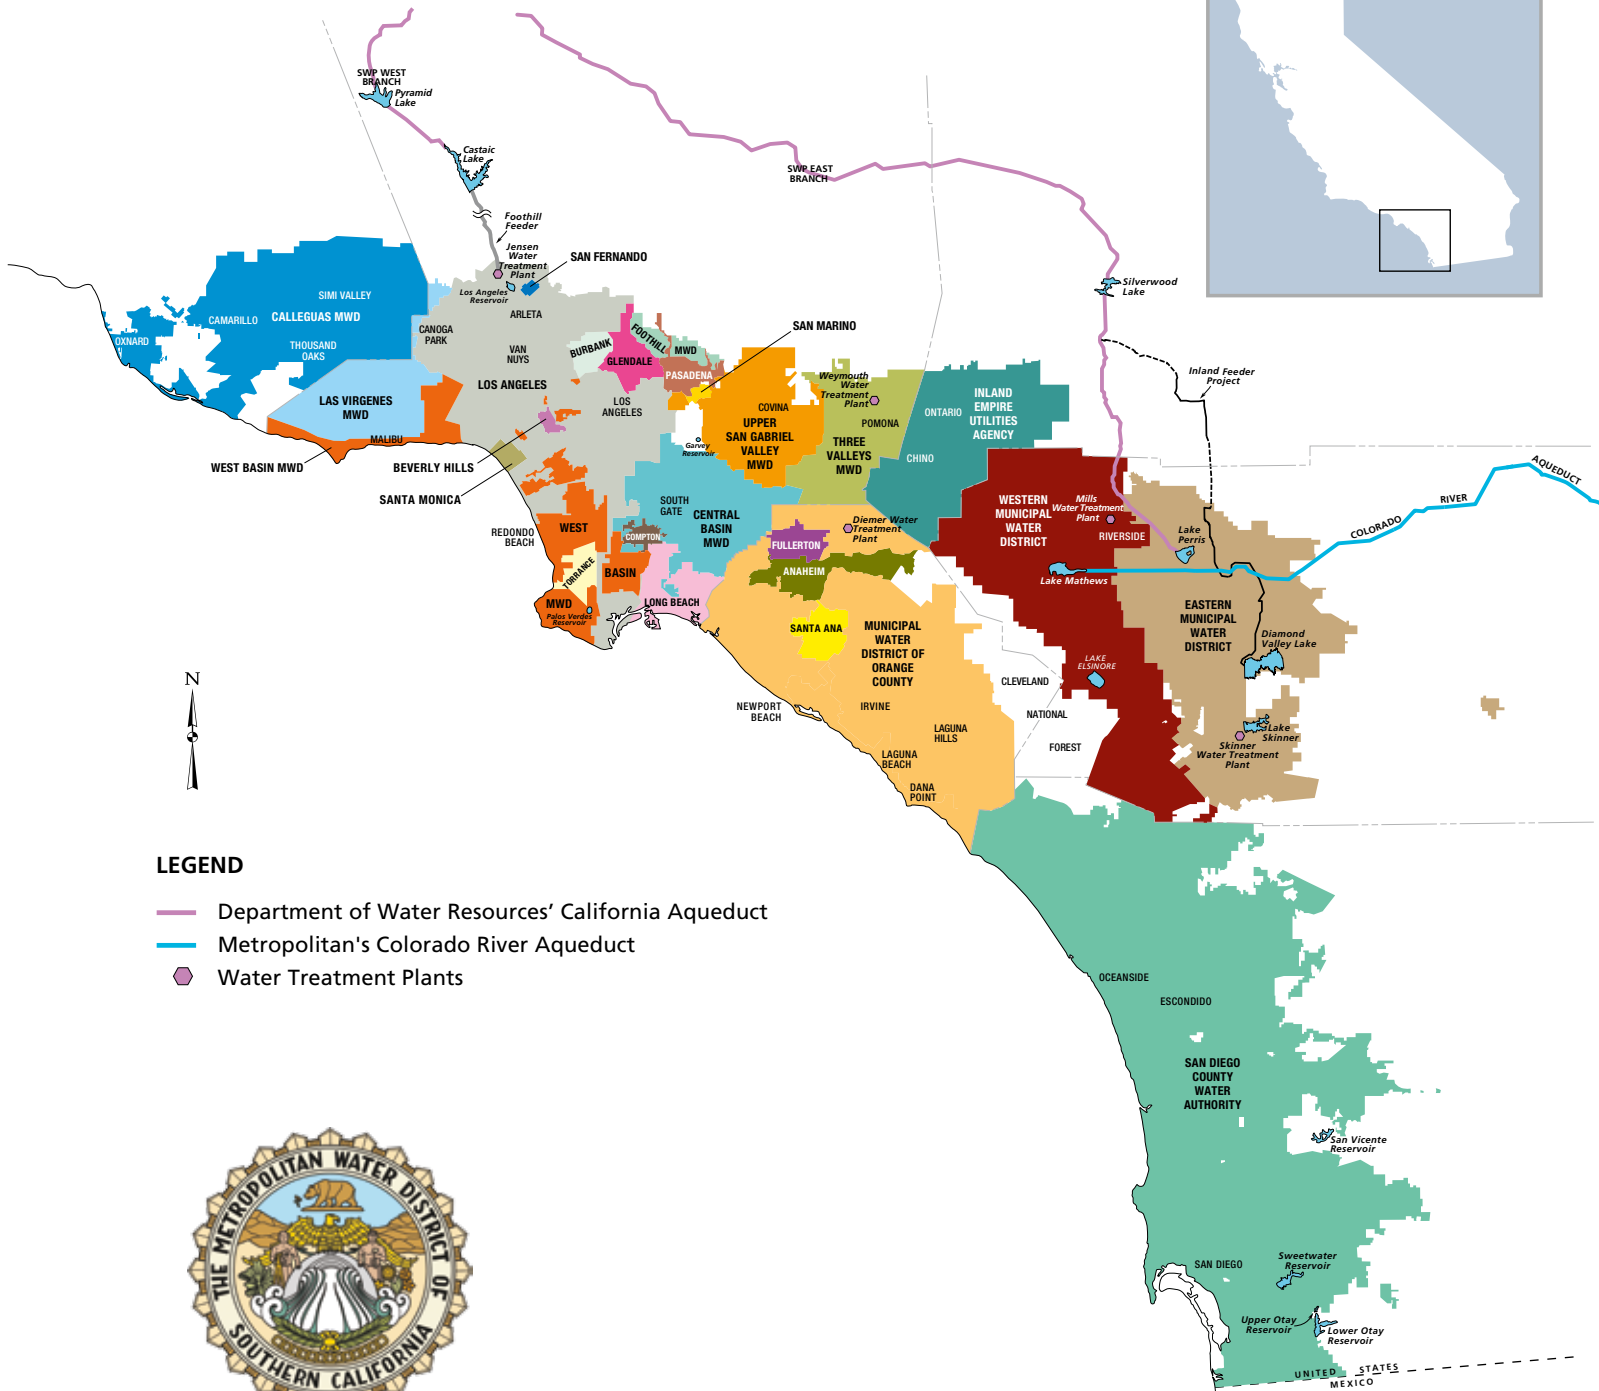 SWP WEST
BRANCH
Pyramid
Lake
Castaic
Lake
SWP EAST
BRANCH
Foothill
Feeder
Jensen
Water
Treatment
Plant
SAN FERNANDO
Los Angeles
Reservoir
Silverwood
Lake
SIMI VALLEY
CAMARILLO
CALLEGUAS MWD
OXNARD
THOUSAND
OAKS
CANOGA
PARK
ARLETA
VAN
NUYS
BURBANK
GLENDALE
FOOTHILL
MWD
PASADENA
SAN MARINO
LOS ANGELES
LOS
ANGELES
LAS VIRGENES
MWD
MALIBU
WEST BASIN MWD
BEVERLY HILLS
SANTA MONICA
Garvey
Reservoir
COVINA
UPPER
SAN GABRIEL
VALLEY
MWD
Weymouth
Water
Treatment
Plant
POMONA
THREE
VALLEYS
MWD
ONTARIO
INLAND
EMPIRE
UTILITIES
AGENCY
CHINO
Inland Feeder
Project
AQUEDUCT
RIVER
COLORADO
REDONDO
BEACH
WEST
BASIN
MWD
TORRANCE
Palos Verdes
Reservoir
COMPTON
SOUTH
GATE
CENTRAL
BASIN
MWD
LONG BEACH
FULLERTON
Diemer Water
Treatment
Plant
ANAHEIM
SANTA ANA
MUNICIPAL
WATER
DISTRICT OF
ORANGE
COUNTY
WESTERN
MUNICIPAL
WATER
DISTRICT
Mills
Water Treatment
Plant
RIVERSIDE
Lake
Perris
Lake Mathews
EASTERN
MUNICIPAL
WATER
DISTRICT
Diamond
Valley Lake
LAKE
ELSINORE
CLEVELAND
NATIONAL
FOREST
Lake
Skinner
Skinner
Water Treatment
Plant
NEWPORT
BEACH
IRVINE
LAGUNA
HILLS
LAGUNA
BEACH
DANA
POINT
N
LEGEND
Department of Water Resources’ California Aqueduct
Metropolitan's Colorado River Aqueduct
Water Treatment Plants
OCEANSIDE
ESCONDIDO
SAN DIEGO
COUNTY
WATER
AUTHORITY
San Vicente
Reservoir
SAN DIEGO
Sweetwater
Reservoir
Upper Otay
Reservoir
Lower Otay
Reservoir
UNITED STATES
MEXICO
THE METROPOLITAN WATER DISTRICT OF
SOUTHERN CALIFORNIA